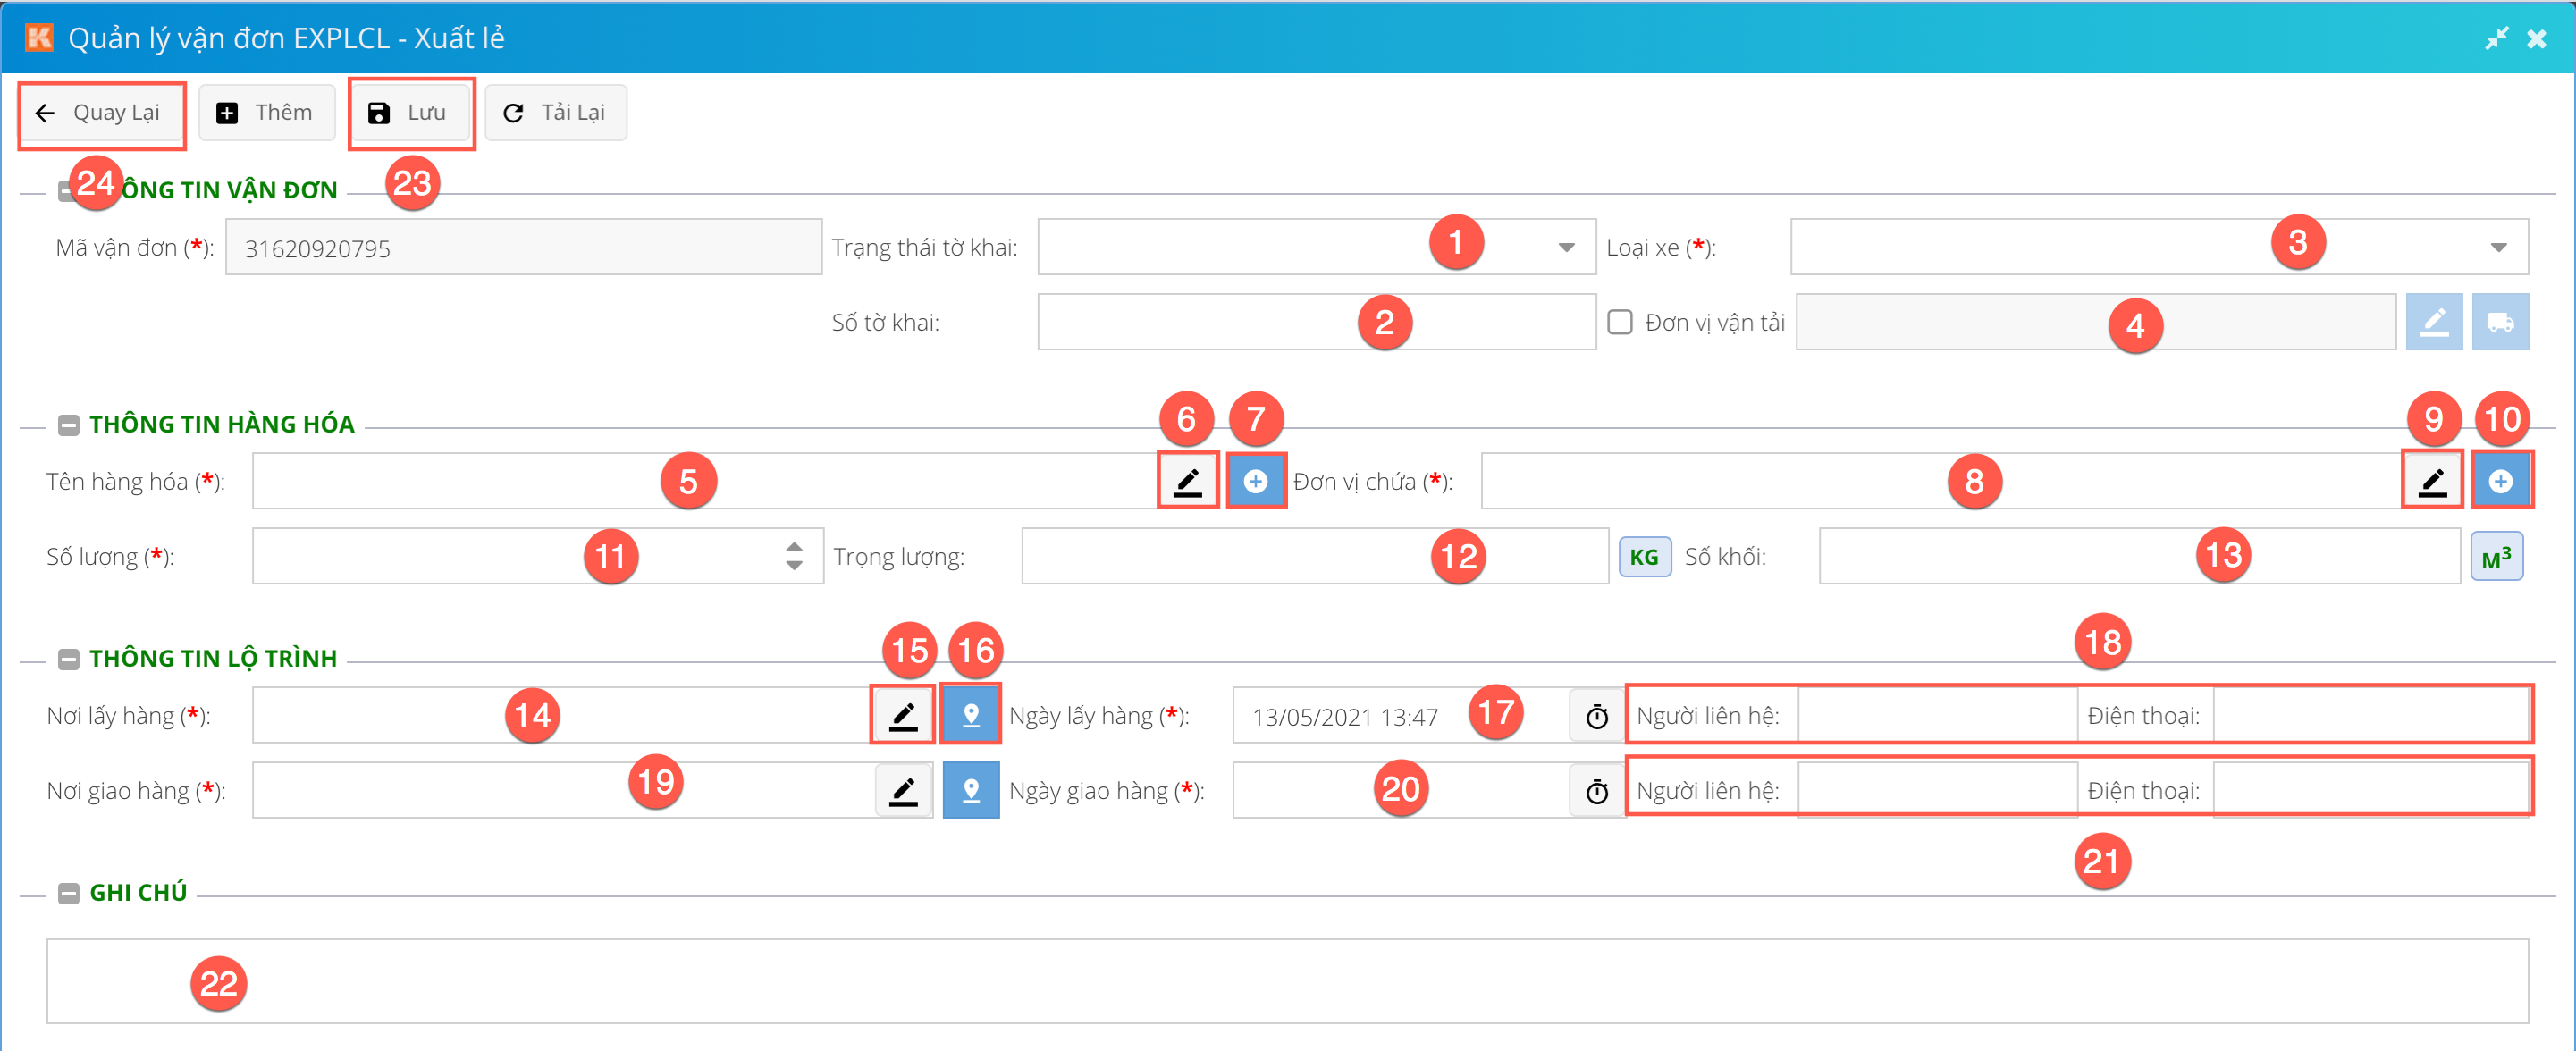 Quản lý vận đơn EXPLCL - Xuất lẻ
Quay Lại Thêm Lưu Tải Lại
24 ÔNG TIN VẬN ĐƠN 23
Mã vận đơn (*): 31620920795 Trạng thái tờ khai: 1 Loại xe (*): 3
Số tờ khai: 2 Đơn vị vận tải 4
6 7 9 10
THÔNG TIN HÀNG HÓA
Tên hàng hóa (*): 5 Đơn vị chứa (*): 8
Số lượng (*): 11 Trọng lượng: 12 KG Số khối: 13 M³
15 16 18
THÔNG TIN LỘ TRÌNH
Nơi lấy hàng (*): 14 Ngày lấy hàng (*): 13/05/2021 13:47 17 Người liên hệ: Điện thoại:
Nơi giao hàng (*): 19 Ngày giao hàng (*): 20 Người liên hệ: Điện thoại:
21
GHI CHÚ
22